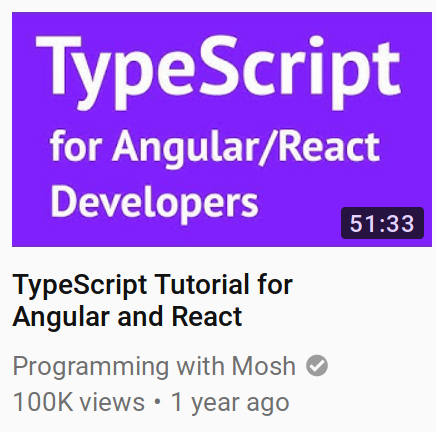 TypeScript
for Angular/React
Developers
51:33
TypeScript Tutorial for
Angular and React
Programming with Mosh
100K views • 1 year ago